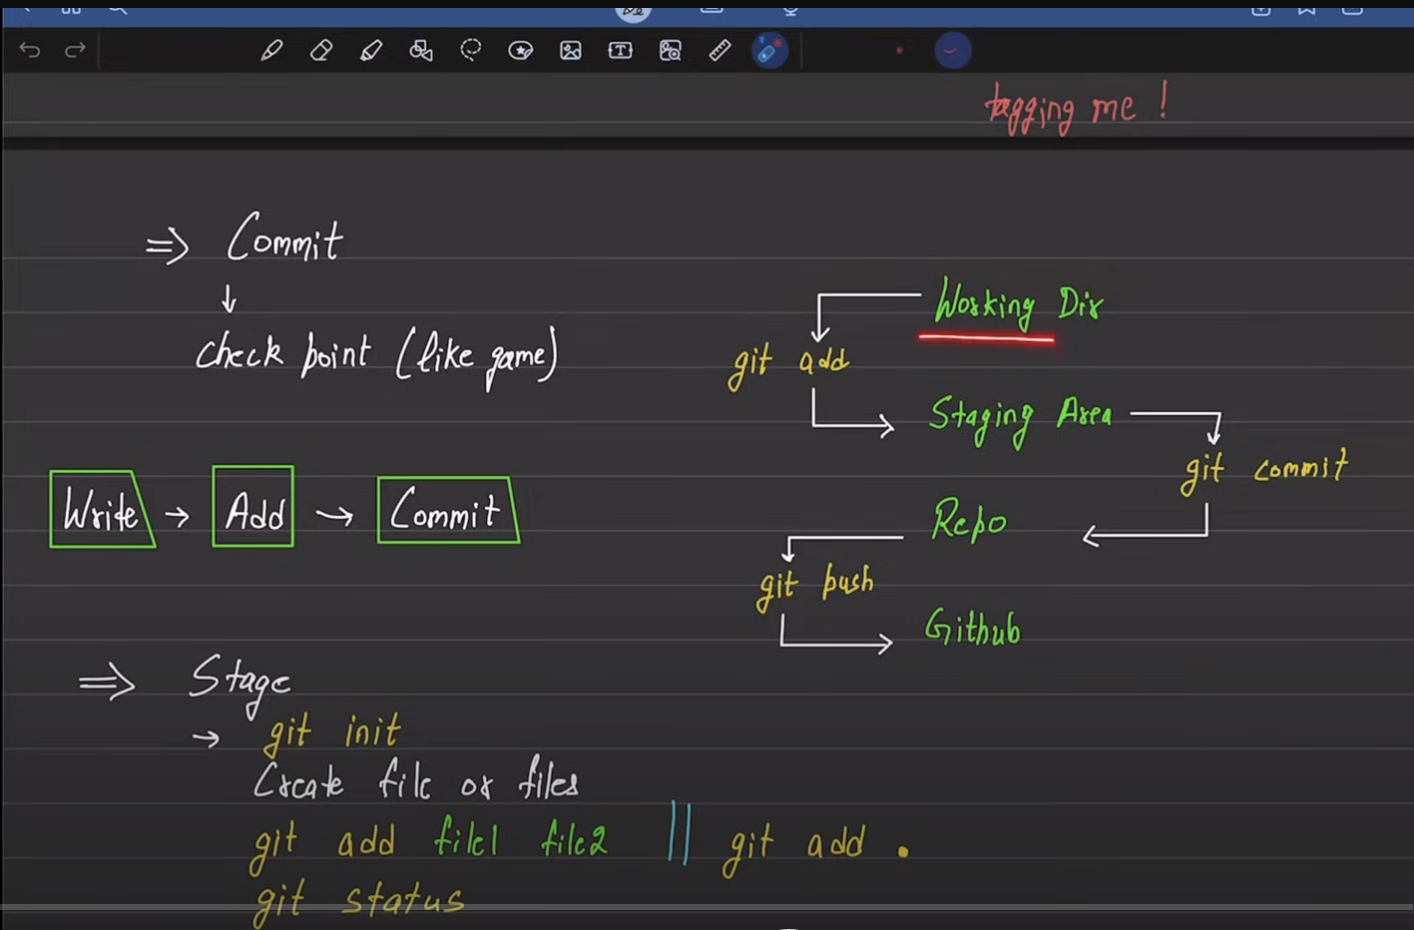 tagging me !
⇒ Commit
↓
check point (like game)
Write → Add → Commit
Working Dir
git add
Staging Area
git commit
Repo
git push
Github
⇒ Stage
→ git init
Create file or files
git add file1 file2 || git add .
git status